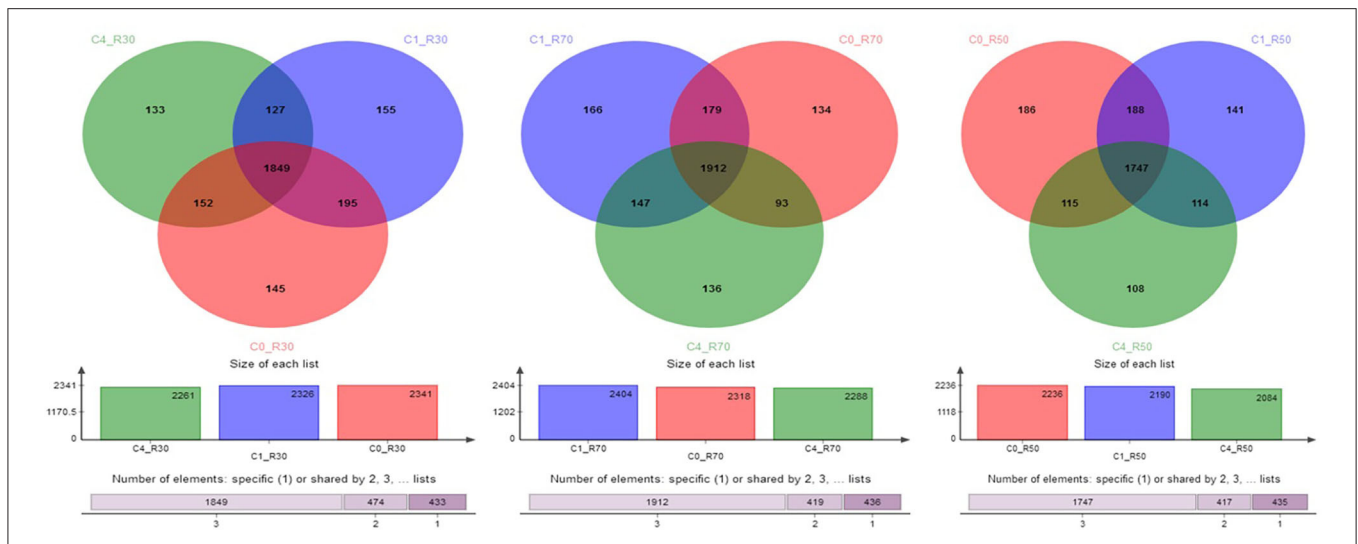 C4_R30
C1_R30
133
127
155
1849
152
195
145
C0_R30
Size of each list
2341
1170.5
0
2261
2326
2341
C4_R30
C1_R30
C0_R30
Number of elements: specific (1) or shared by 2, 3, ... lists
1849
474
433
3
2
1
C1_R70
C0_R70
166
179
134
1912
147
93
136
C4_R70
Size of each list
2404
1202
0
2404
2318
2288
C1_R70
C0_R70
C4_R70
Number of elements: specific (1) or shared by 2, 3, ... lists
1912
419
436
3
2
1
C0_R50
C1_R50
186
188
141
1747
115
114
108
C4_R50
Size of each list
2236
1118
0
2236
2190
2084
C0_R50
C1_R50
C4_R50
Number of elements: specific (1) or shared by 2, 3, ... lists
1747
417
435
3
2
1